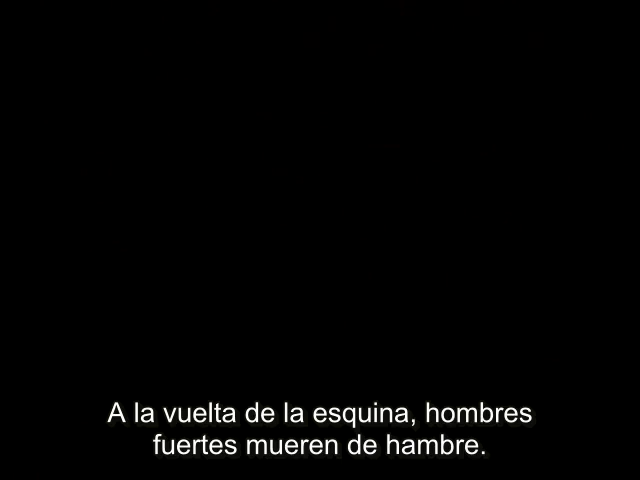 A la vuelta de la esquina, hombres
fuertes mueren de hambre.